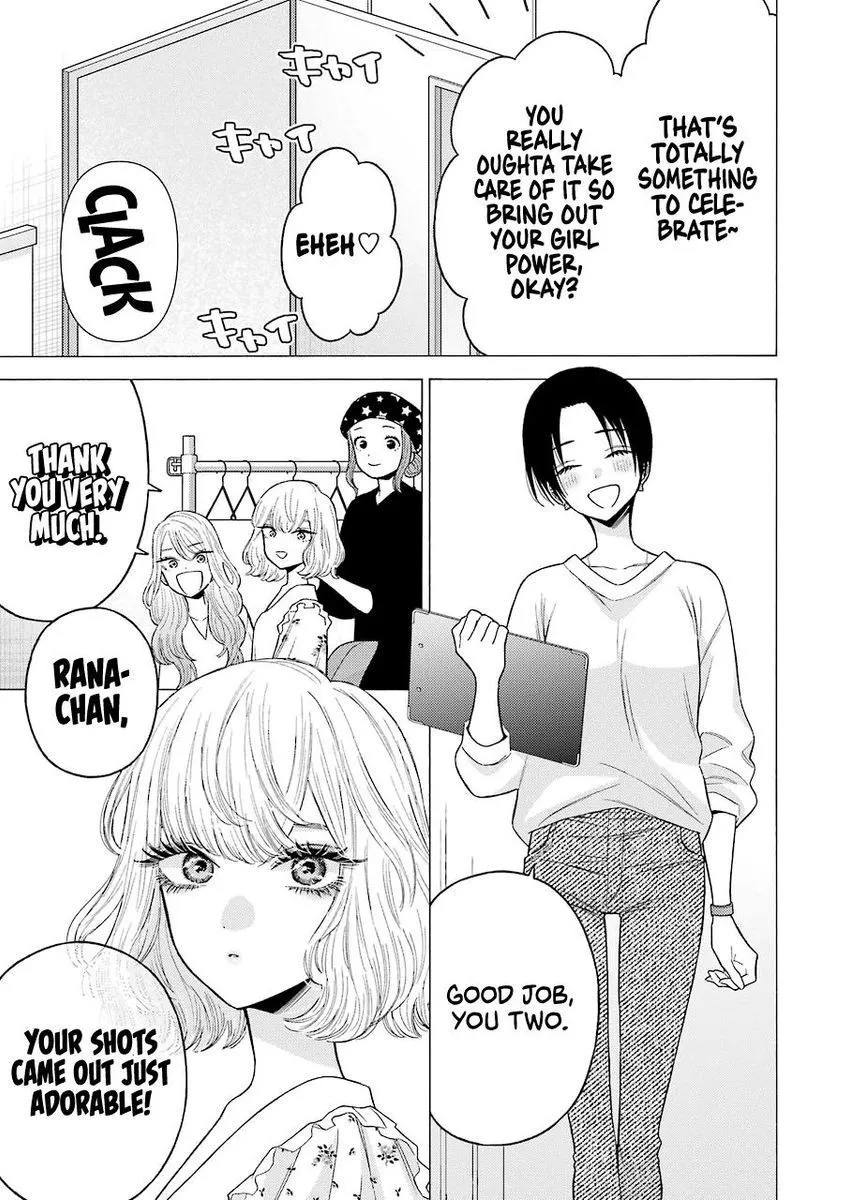 THAT'S
TOTALLY
SOMETHING
TO CELE-
BRATE~
YOU
REALLY
OUGHTA TAKE
CARE OF IT SO
BRING OUT
YOUR GIRL
POWER,
OKAY?
キャイ
キャイ
EHEH♡
キャイ
CLACK
GOOD JOB,
YOU TWO.
THANK
YOU VERY
MUCH.
RANA-
CHAN,
YOUR SHOTS
CAME OUT JUST
ADORABLE!